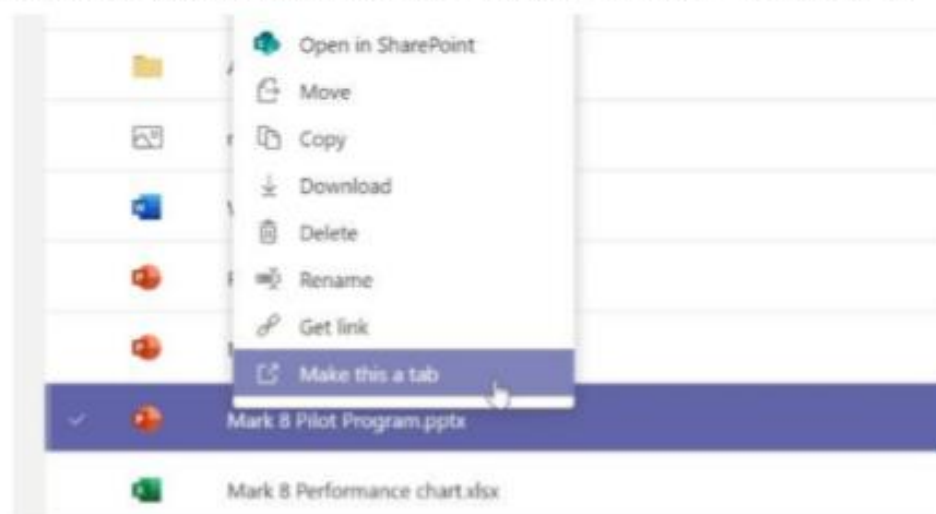 Open in SharePoint
Move
Copy
Download
Delete
Rename
Get link
Make this a tab
Mark 8 Pilot Program.pptx
Mark 8 Performance chart.xlsx